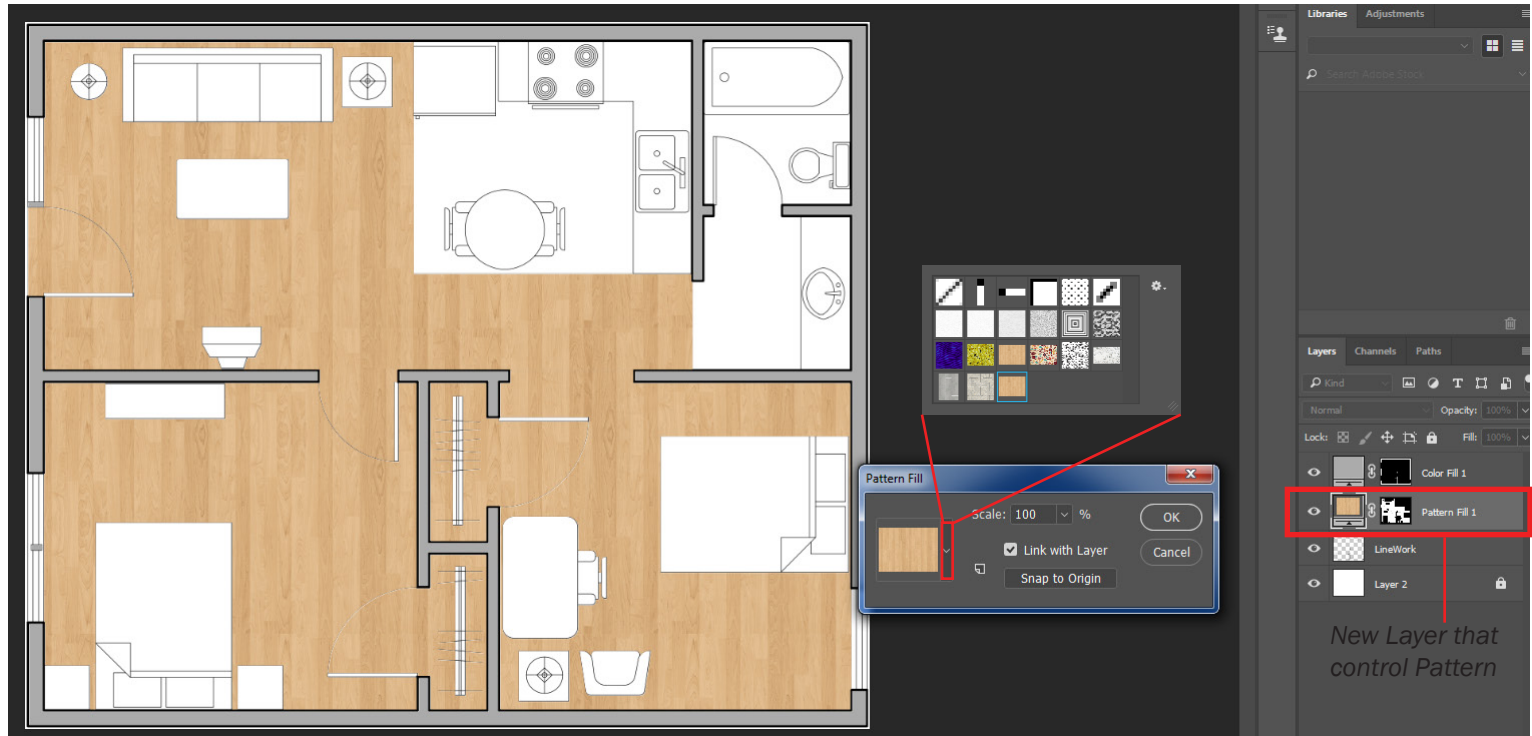 Libraries Adjustments
Search Adobe Stock
Pattern Fill
Scale: 100 %
OK
Link with Layer
Cancel
Snap to Origin
Layers Channels Paths
Kind
Normal Opacity: 100%
Lock: Fill: 100%
Color Fill 1
Pattern Fill 1
LineWork
Layer 2
New Layer that
control Pattern